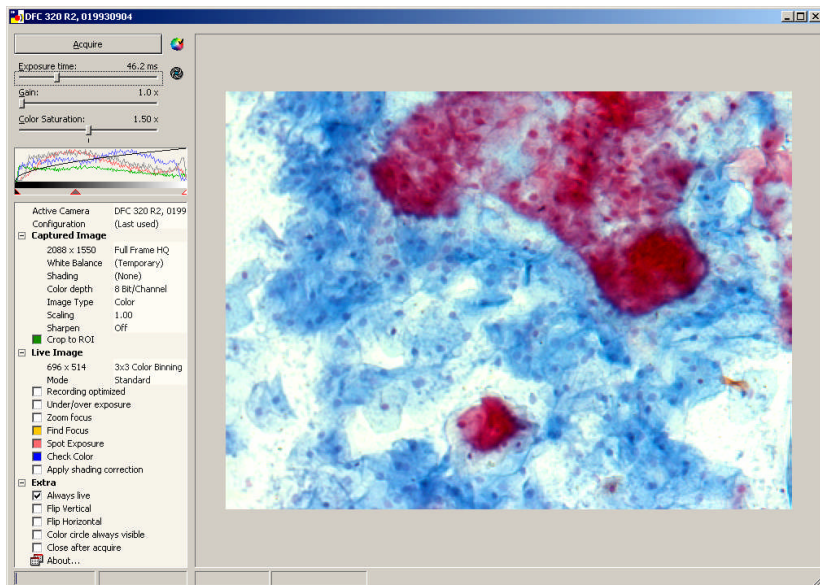 DFC 320 R2, 019930904
Acquire
Exposure time: 46.2 ms
Gain: 1.0 x
Color Saturation: 1.50 x
Active Camera DFC 320 R2, 0199
Configuration (Last used)
Captured Image
2088 x 1550 Full Frame HQ
White Balance (Temporary)
Shading (None)
Color depth 8 Bit/Channel
Image Type Color
Scaling 1.00
Sharpen Off
Crop to ROI
Live Image
696 x 514 3x3 Color Binning
Mode Standard
Recording optimized
Under/over exposure
Zoom focus
Find Focus
Spot Exposure
Check Color
Apply shading correction
Extra
Always live
Flip Vertical
Flip Horizontal
Color circle always visible
Close after acquire
About...